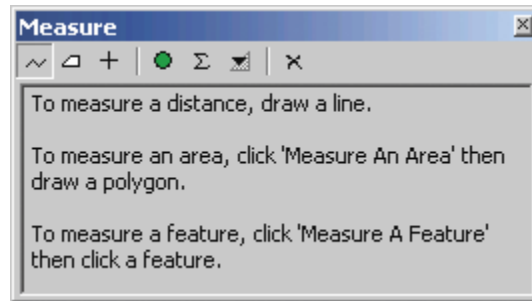 Measure
Σ
To measure a distance, draw a line.
To measure an area, click 'Measure An Area' then
draw a polygon.
To measure a feature, click 'Measure A Feature'
then click a feature.